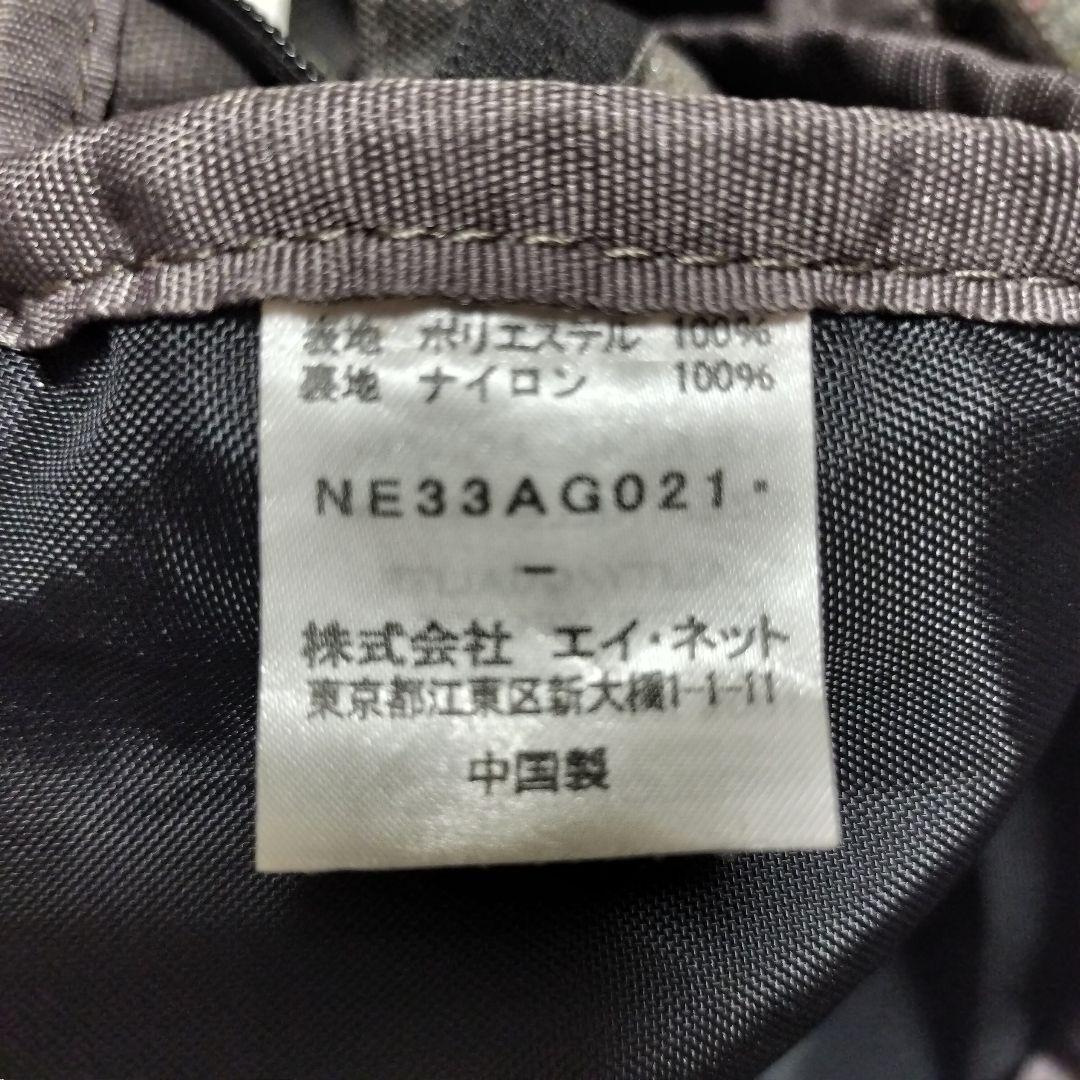 表地 ポリエステル 100%
裏地 ナイロン 100%
NE33AG021・
－
株式会社 エイ・ネット
東京都江東区新大橋1-1-11
中国製